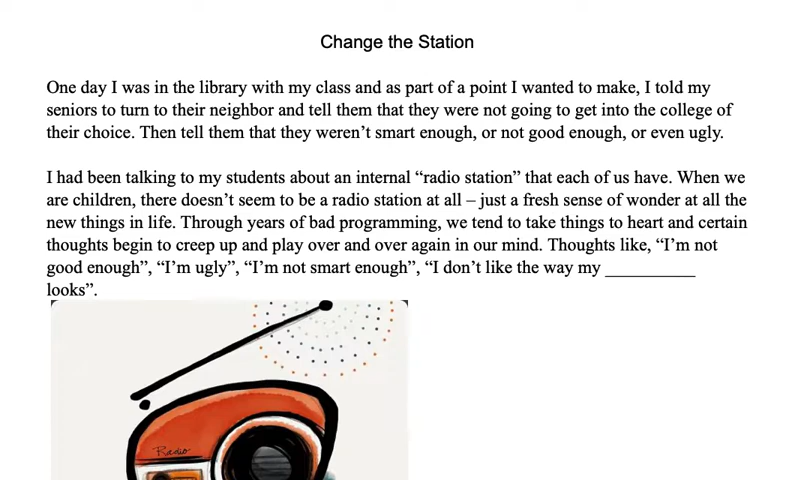 Change the Station
One day I was in the library with my class and as part of a point I wanted to make, I told my
seniors to turn to their neighbor and tell them that they were not going to get into the college of
their choice. Then tell them that they weren’t smart enough, or not good enough, or even ugly.
I had been talking to my students about an internal “radio station” that each of us have. When we
are children, there doesn’t seem to be a radio station at all – just a fresh sense of wonder at all the
new things in life. Through years of bad programming, we tend to take things to heart and certain
thoughts begin to creep up and play over and over again in our mind. Thoughts like, “I’m not
good enough”, “I’m ugly”, “I’m not smart enough”, “I don’t like the way my __________
looks”.
Radio